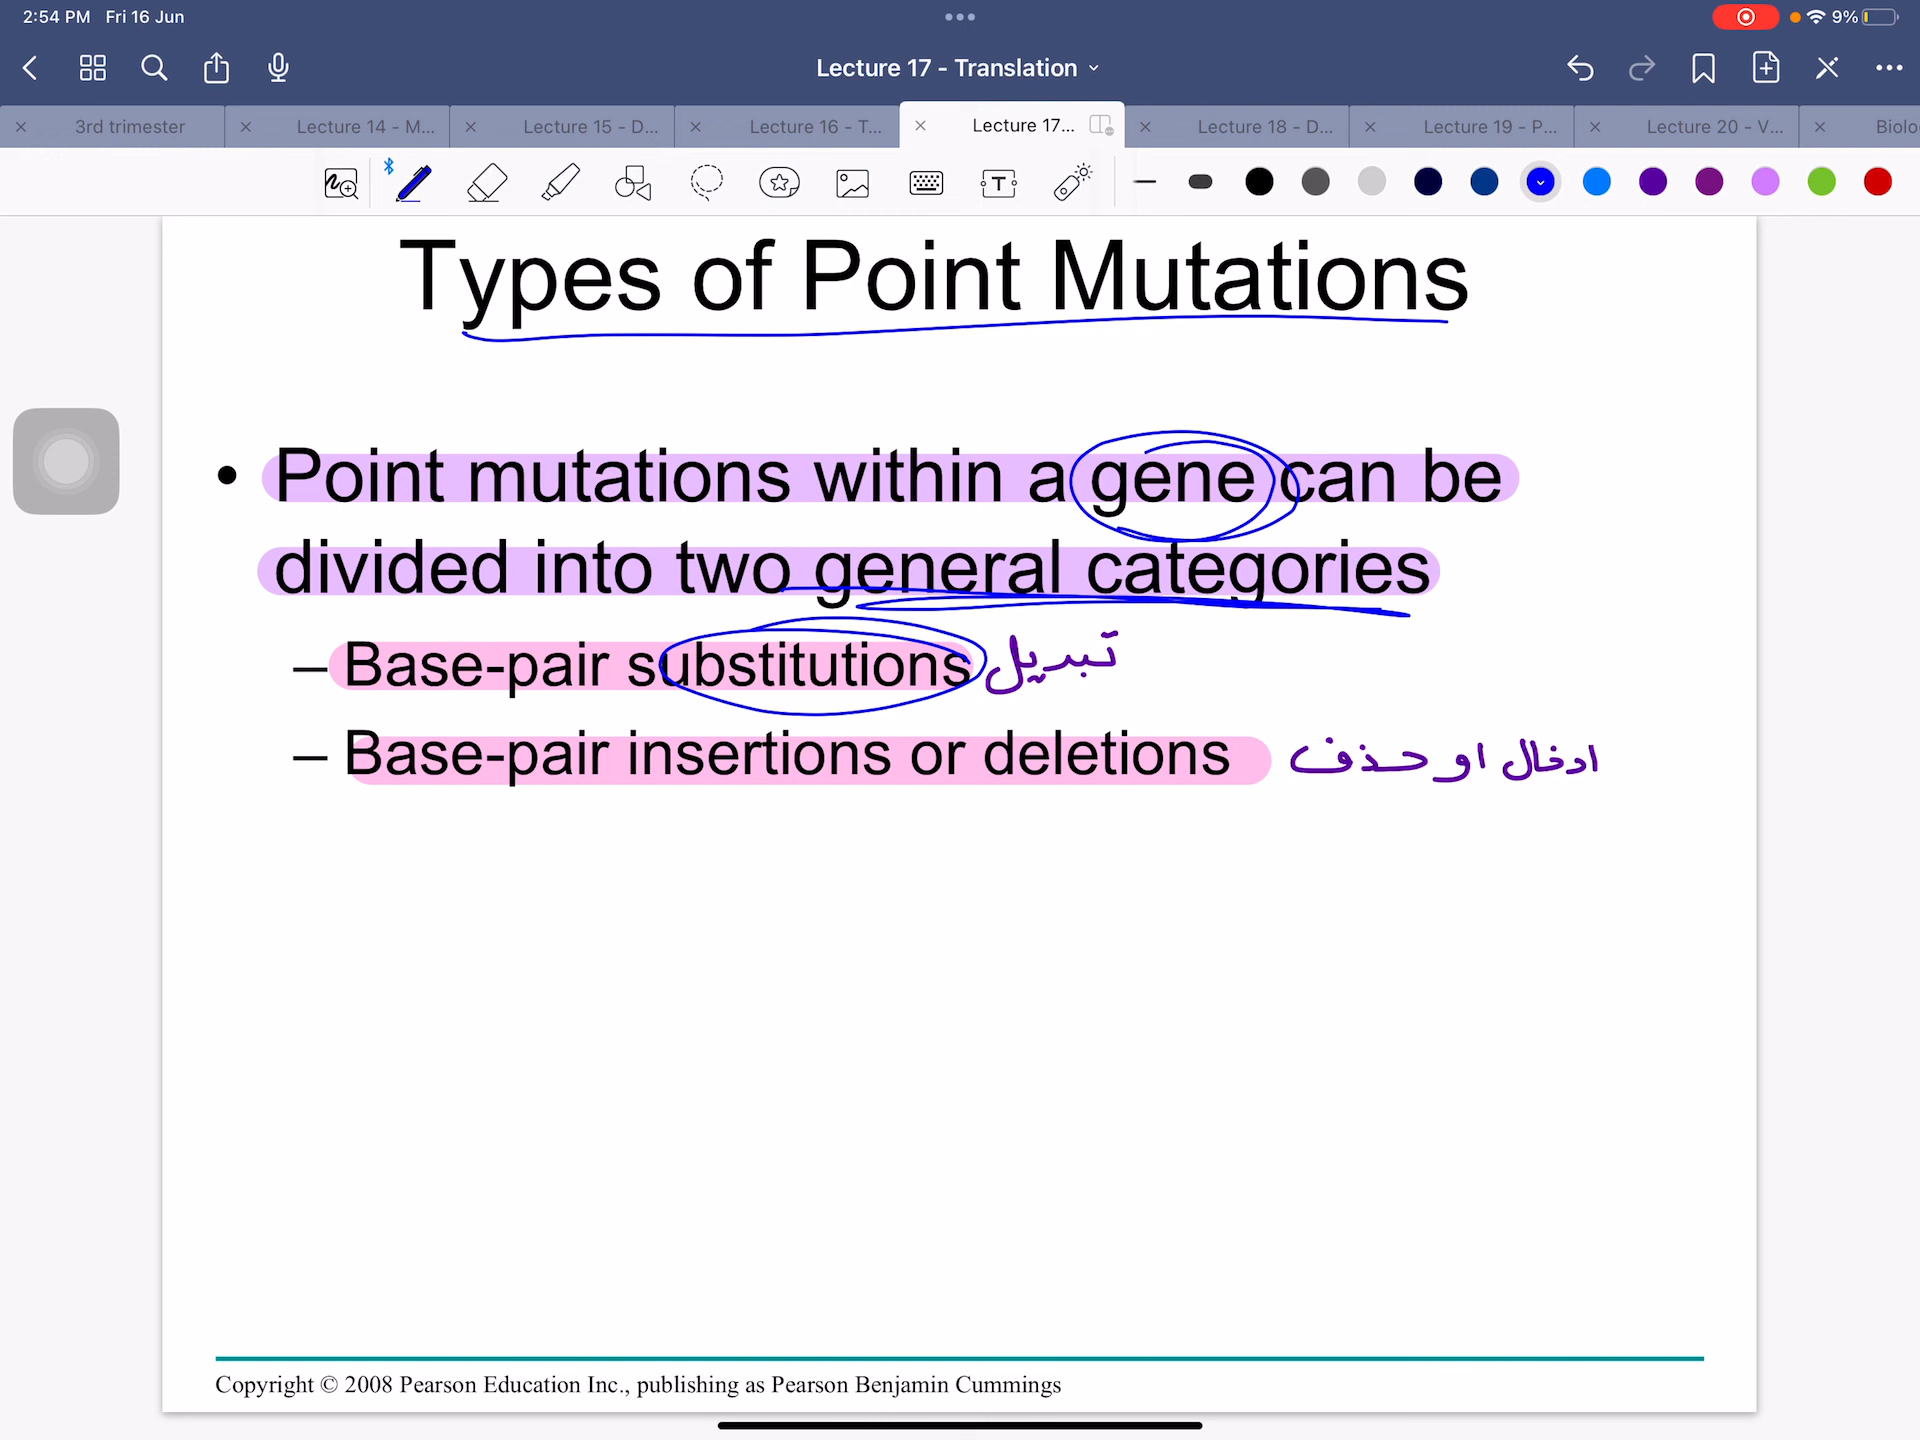 2:54 PM Fri 16 Jun
9%
Lecture 17 - Translation
3rd trimester
Lecture 14 - M...
Lecture 15 - D...
Lecture 16 - T...
Lecture 17...
Lecture 18 - D...
Lecture 19 - P...
Lecture 20 - V...
Biolo
Types of Point Mutations
• Point mutations within a gene can be
divided into two general categories
– Base-pair substitutions تبديل
– Base-pair insertions or deletions ادخال او حذف
Copyright © 2008 Pearson Education Inc., publishing as Pearson Benjamin Cummings